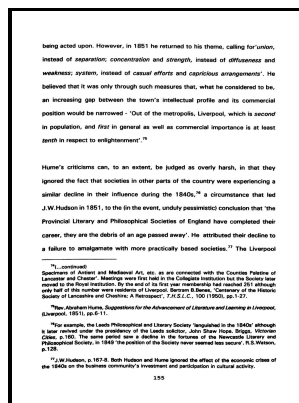 being acted upon. However, in 1851 he returned to his theme, calling for 'union,
instead of separation; concentration and strength, instead of diffuseness and
weakness; system, instead of casual efforts and capricious arrangements'. He
believed that it was only through such measures that, what he considered to be,
an increasing gap between the town's intellectual profile and its commercial
position would be narrowed - 'Out of the metropolis, Liverpool, which is second
in population, and first in general as well as commercial importance is at least
tenth in respect to enlightenment'.75
Hume's criticisms can, to an extent, be judged as overly harsh, in that they
ignored the fact that societies in other parts of the country were experiencing a
similar decline in their influence during the 1840s,76 a circumstance that led
J.W.Hudson in 1851, to the (in the event, unduly pessimistic) conclusion that 'the
Provincial Literary and Philosophical Societies of England have completed their
career, they are the debris of an age passed away'. He attributed their decline to
a failure to amalgamate with more practically based societies.77 The Liverpool
74(...continued)
Specimens of Antient and Mediaeval Art, etc. as are connected with the Counties Palatine of
Lancaster and Chester'. Meetings were first held in the Collegiate Institution but the Society later
moved to the Royal Institution. By the end of its first year membership had reached 251 although
only half of this number were residents of Liverpool. Bertram B.Benas, 'Centenary of the Historic
Society of Lancashire and Cheshire; A Retrospect', T.H.S.L.C., 100 (1950), pp.1-27.
75Rev.Abraham Hume, Suggestions for the Advancement of Literature and Learning in Liverpool,
(Liverpool, 1851), pp.6-11.
76For example, the Leeds Philosophical and Literary Society 'languished in the 1840s' although
it later revived under the presidency of the Leeds solicitor, John Shaw Hope. Briggs, Victorian
Cities, p.160. The same period saw a decline in the fortunes of the Newcastle Literary and
Philosophical Society, in 1849 'the position of the Society never seemed less secure'. R.S.Watson,
p.128.
77J.W.Hudson, p.167-8. Both Hudson and Hume ignored the effect of the economic crises of
the 1840s on the business community's investment and participation in cultural activity.
155